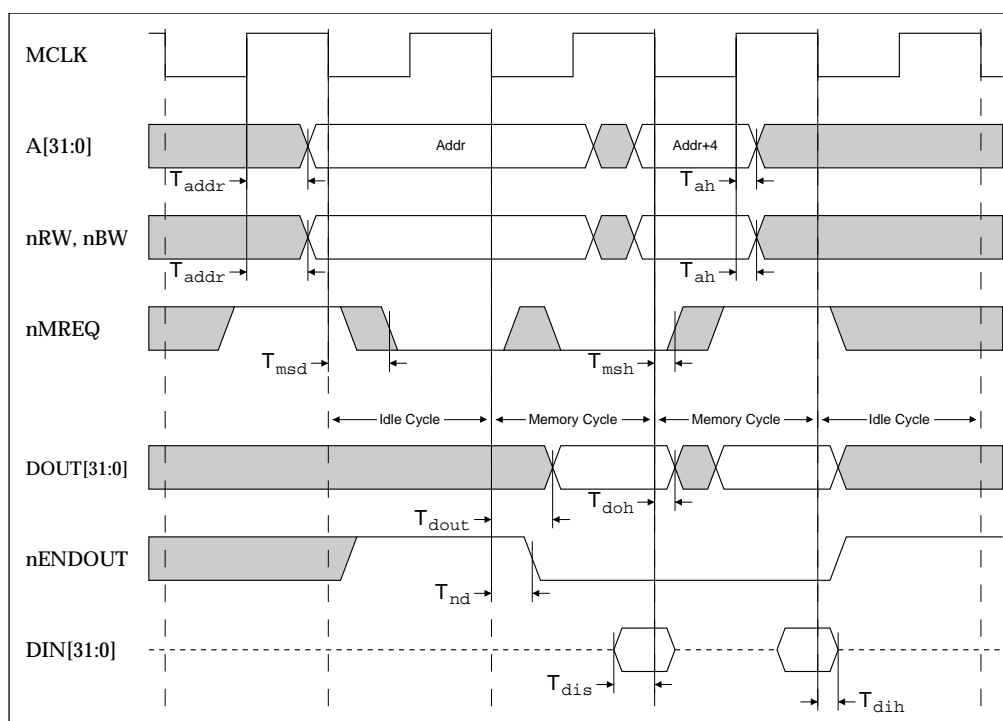 MCLK
A[31:0]
Addr
Addr+4
Taddr
Tah
nRW, nBW
Taddr
Tah
nMREQ
Tmsd
Tmsh
Idle Cycle
Memory Cycle
Memory Cycle
Idle Cycle
DOUT[31:0]
Tdout
Tdoh
nENDOUT
Tnd
DIN[31:0]
Tdis
Tdih